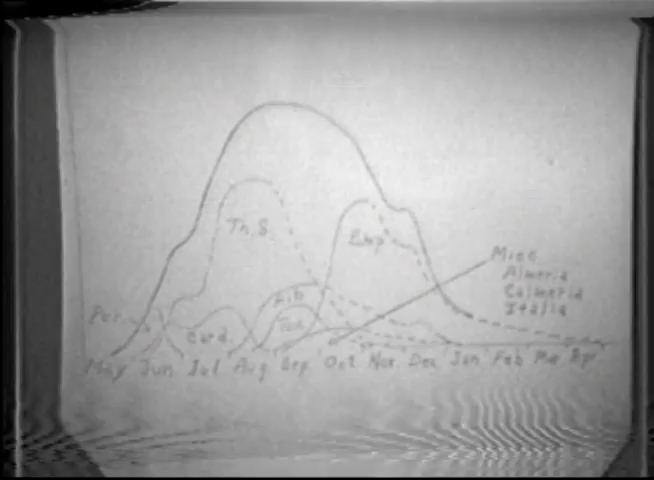 Th.S
Emp
Misc
Almeria
Calmeria
Italia
Per.
Card.
Rib
Tok
May Jun Jul Aug Sep Oct Nov Dec Jan Feb Mar Apr